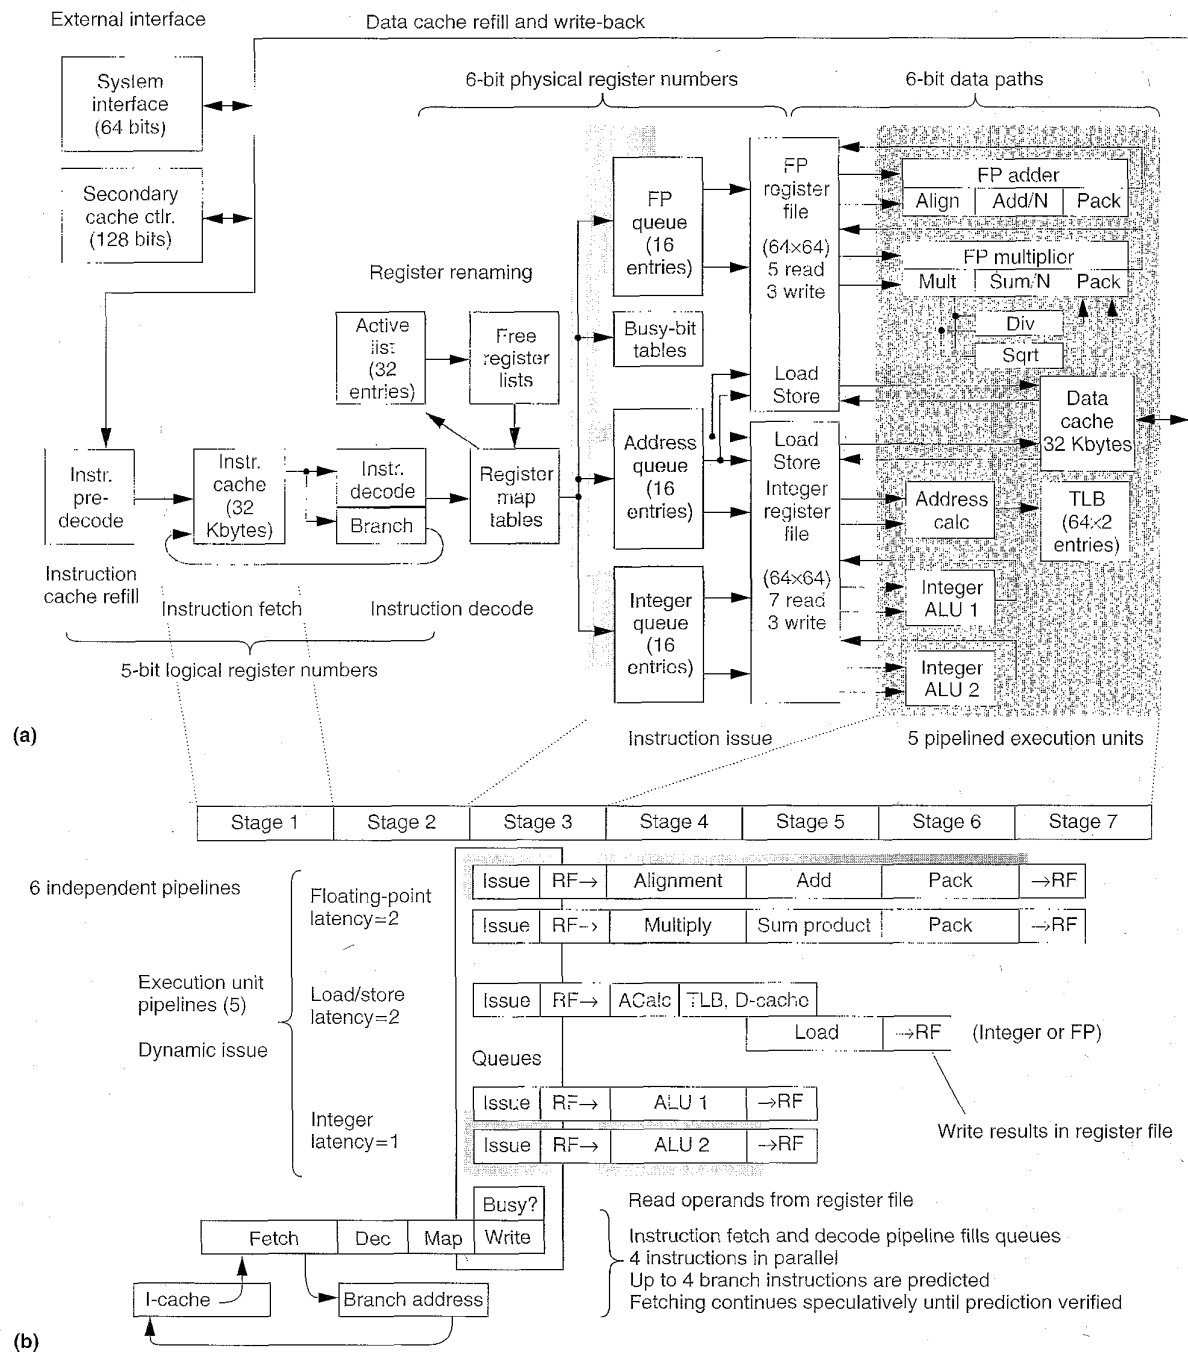 External interface
Data cache refill and write-back
System
interface
(64 bits)
6-bit physical register numbers
6-bit data paths
Secondary
cache ctlr.
(128 bits)
FP
queue
(16
entries)
FP
register
file
(64×64)
5 read
3 write
Load
Store
FP adder
Align
Add/N
Pack
FP multiplier
Mult
Sum/N
Pack
Div
Sqrt
Register renaming
Active
list
(32
entries)
Free
register
lists
Busy-bit
tables
Data
cache
32 Kbytes
Instr.
pre-
decode
Instr.
cache
(32
Kbytes)
Instr.
decode
Branch
Register
map
tables
Address
queue
(16
entries)
Load
Store
Integer
register
file
(64×64)
7 read
3 write
Address
calc
TLB
(64×2
entries)
Instruction
cache refill
Instruction fetch
Instruction decode
Integer
queue
(16
entries)
Integer
ALU 1
Integer
ALU 2
5-bit logical register numbers
(a)
Instruction issue
5 pipelined execution units
Stage 1
Stage 2
Stage 3
Stage 4
Stage 5
Stage 6
Stage 7
6 independent pipelines
Floating-point
latency=2
Issue
RF→
Alignment
Add
Pack
→RF
Issue
RF→
Multiply
Sum product
Pack
→RF
Execution unit
pipelines (5)
Dynamic issue
Load/store
latency=2
Issue
RF→
ACalc
TLB, D-cache
Load
→RF
(Integer or FP)
Queues
Integer
latency=1
Issue
RF→
ALU 1
→RF
Issue
RF→
ALU 2
→RF
Write results in register file
Busy?
Read operands from register file
Fetch
Dec
Map
Write
Instruction fetch and decode pipeline fills queues
4 instructions in parallel
Up to 4 branch instructions are predicted
Fetching continues speculatively until prediction verified
I-cache
Branch address
(b)